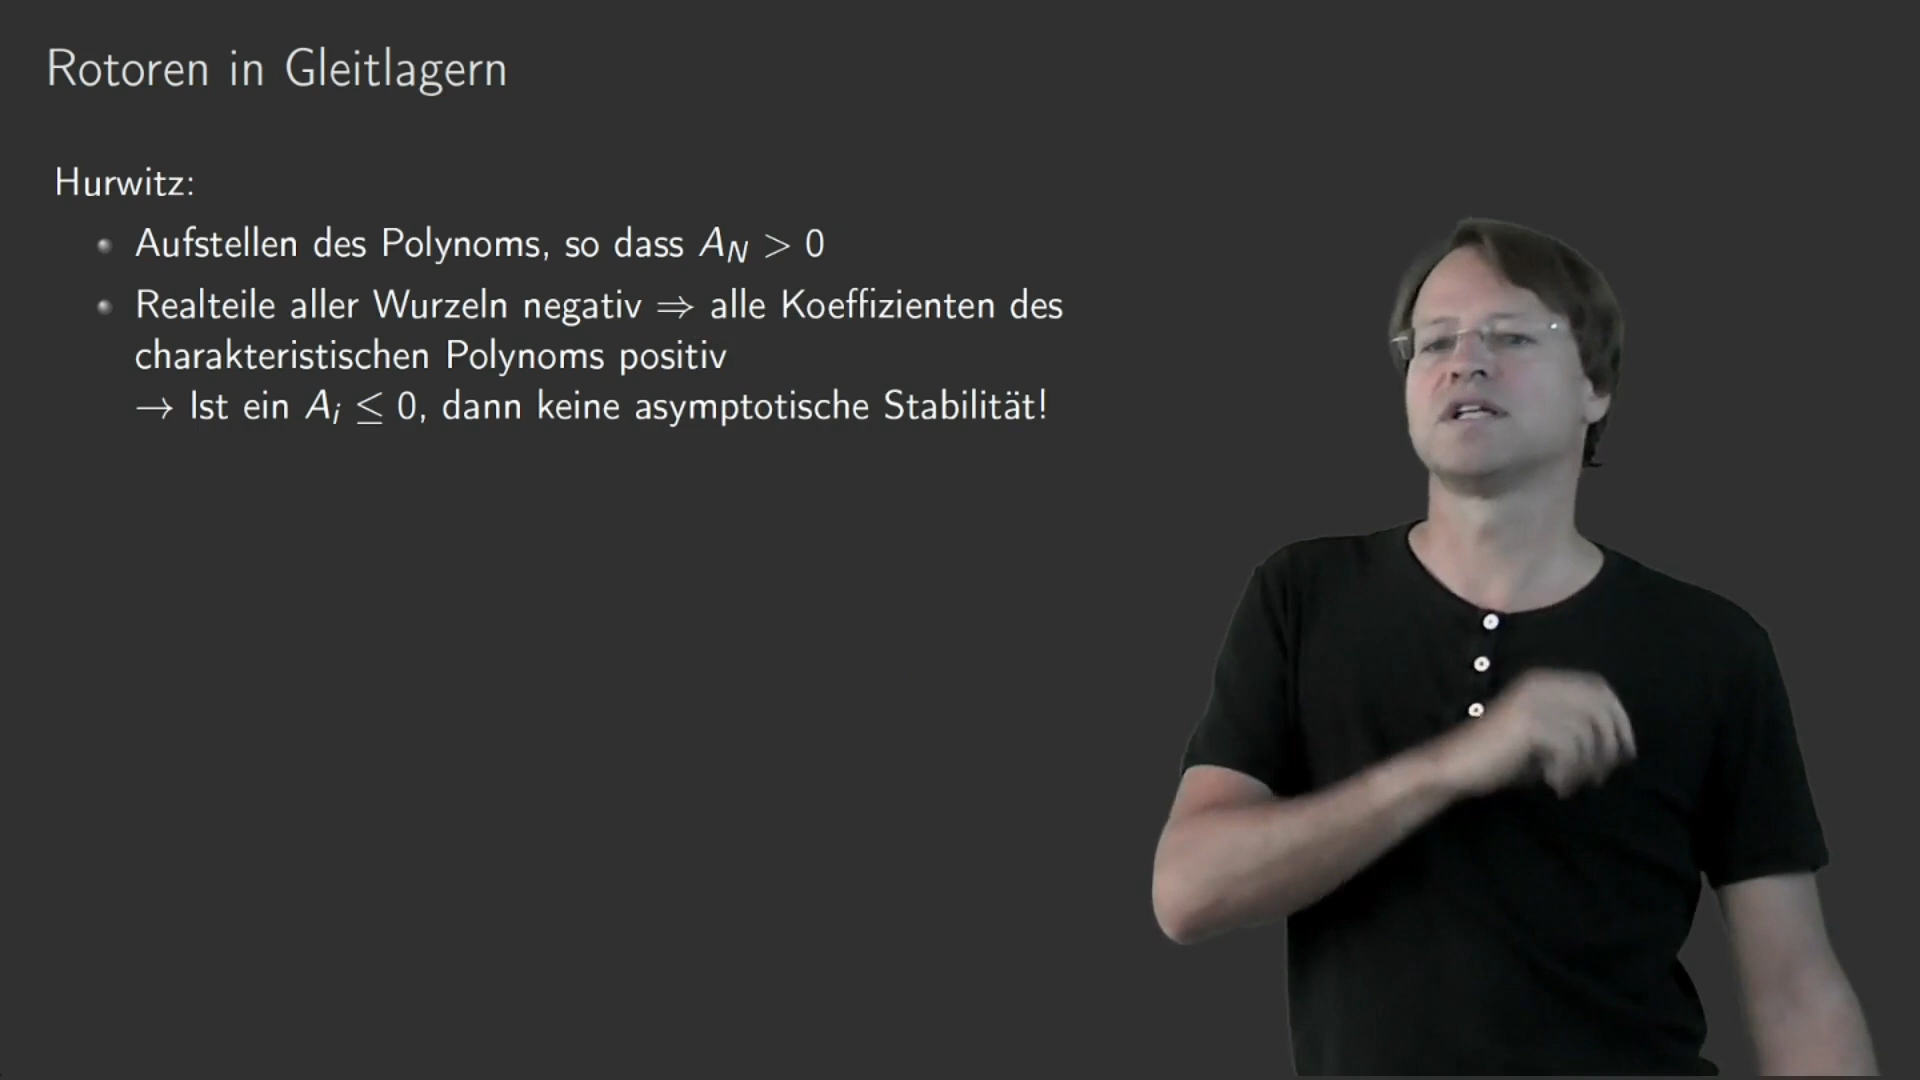 Rotoren in Gleitlagern
Hurwitz:
Aufstellen des Polynoms, so dass A_N > 0
Realteile aller Wurzeln negativ ⇒ alle Koeffizienten des
charakteristischen Polynoms positiv
→ Ist ein A_i ≤ 0, dann keine asymptotische Stabilität!